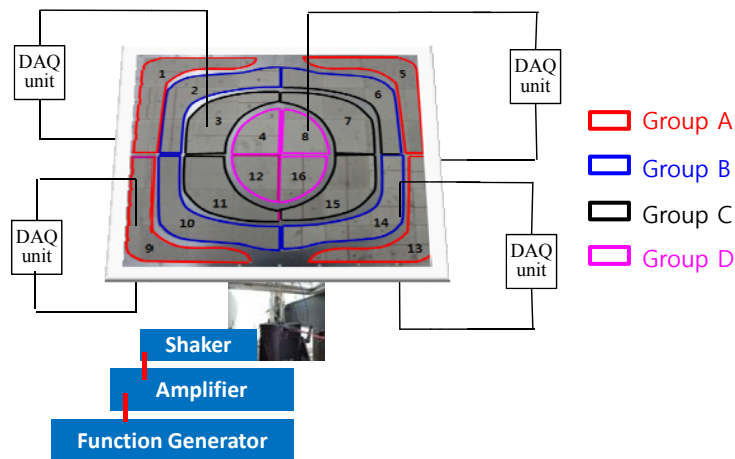 DAQ
unit
DAQ
unit
1
2
3
4
5
6
7
8
9
10
11
12
13
14
15
16
DAQ
unit
DAQ
unit
Group A
Group B
Group C
Group D
Shaker
Amplifier
Function Generator